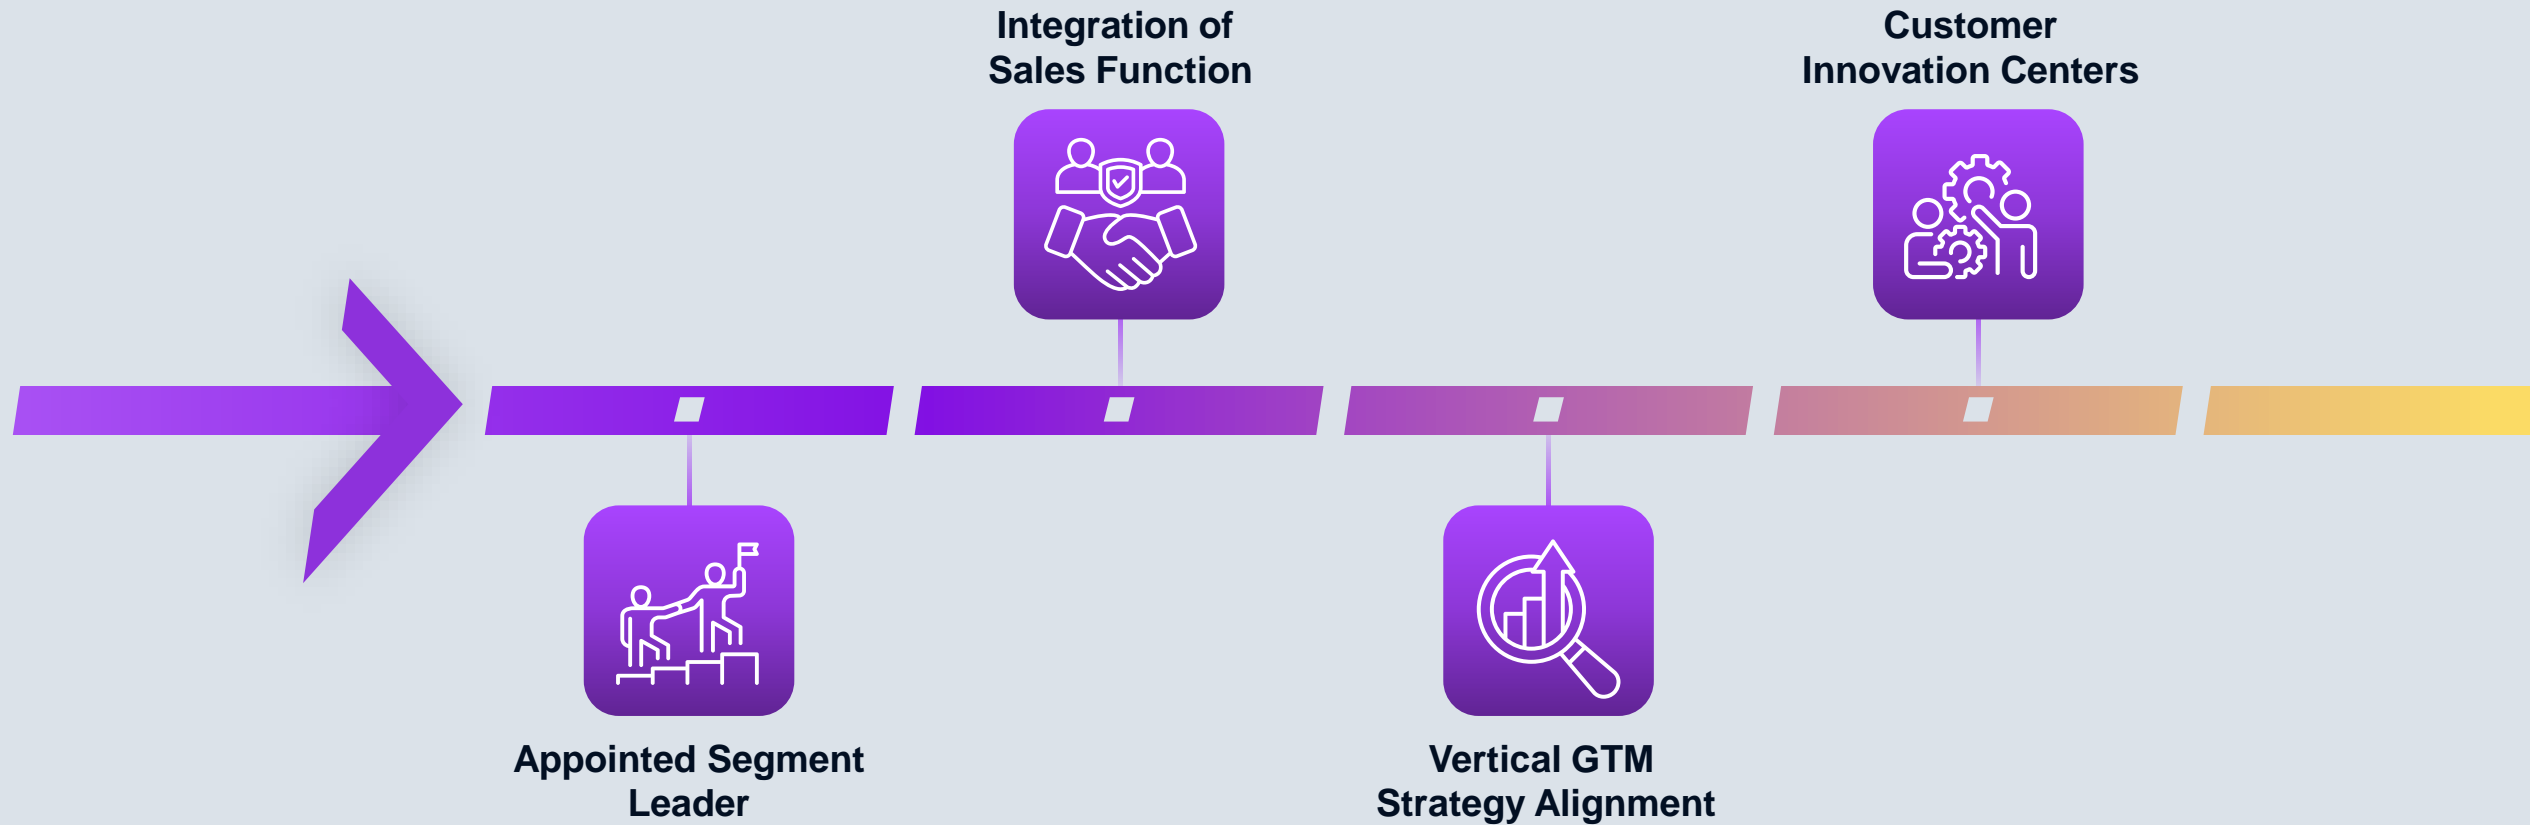 Integration of
Sales Function
Customer
Innovation Centers
Appointed Segment
Leader
Vertical GTM
Strategy Alignment